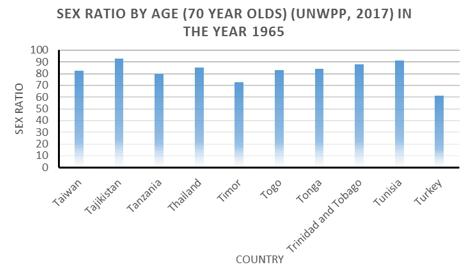 SEX RATIO BY AGE (70 YEAR OLDS) (UNWPP, 2017) IN
THE YEAR 1965
SEX RATIO
100
90
80
70
60
50
40
30
20
10
0
Taiwan
Tajikistan
Tanzania
Thailand
Timor
Togo
Tonga
Trinidad and Tobago
Tunisia
Turkey
COUNTRY